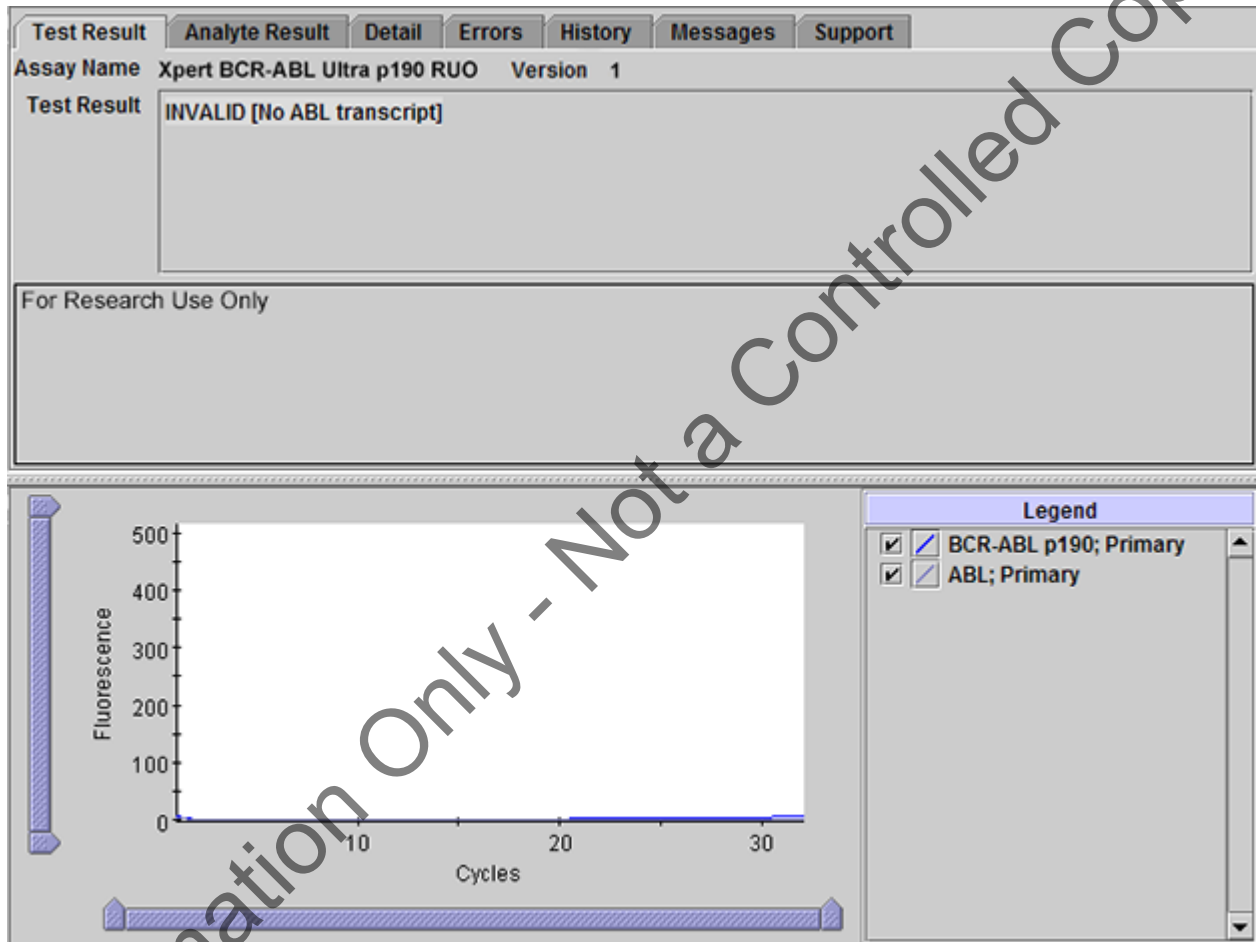 Test Result Analyte Result Detail Errors History Messages Support
Assay Name Xpert BCR-ABL Ultra p190 RUO Version 1
Test Result INVALID [No ABL transcript]
For Research Use Only
Legend
BCR-ABL p190; Primary
ABL; Primary
500
400
300
200
100
0
Fluorescence
10 20 30
Cycles
mation Only - Not a Controlled Cop